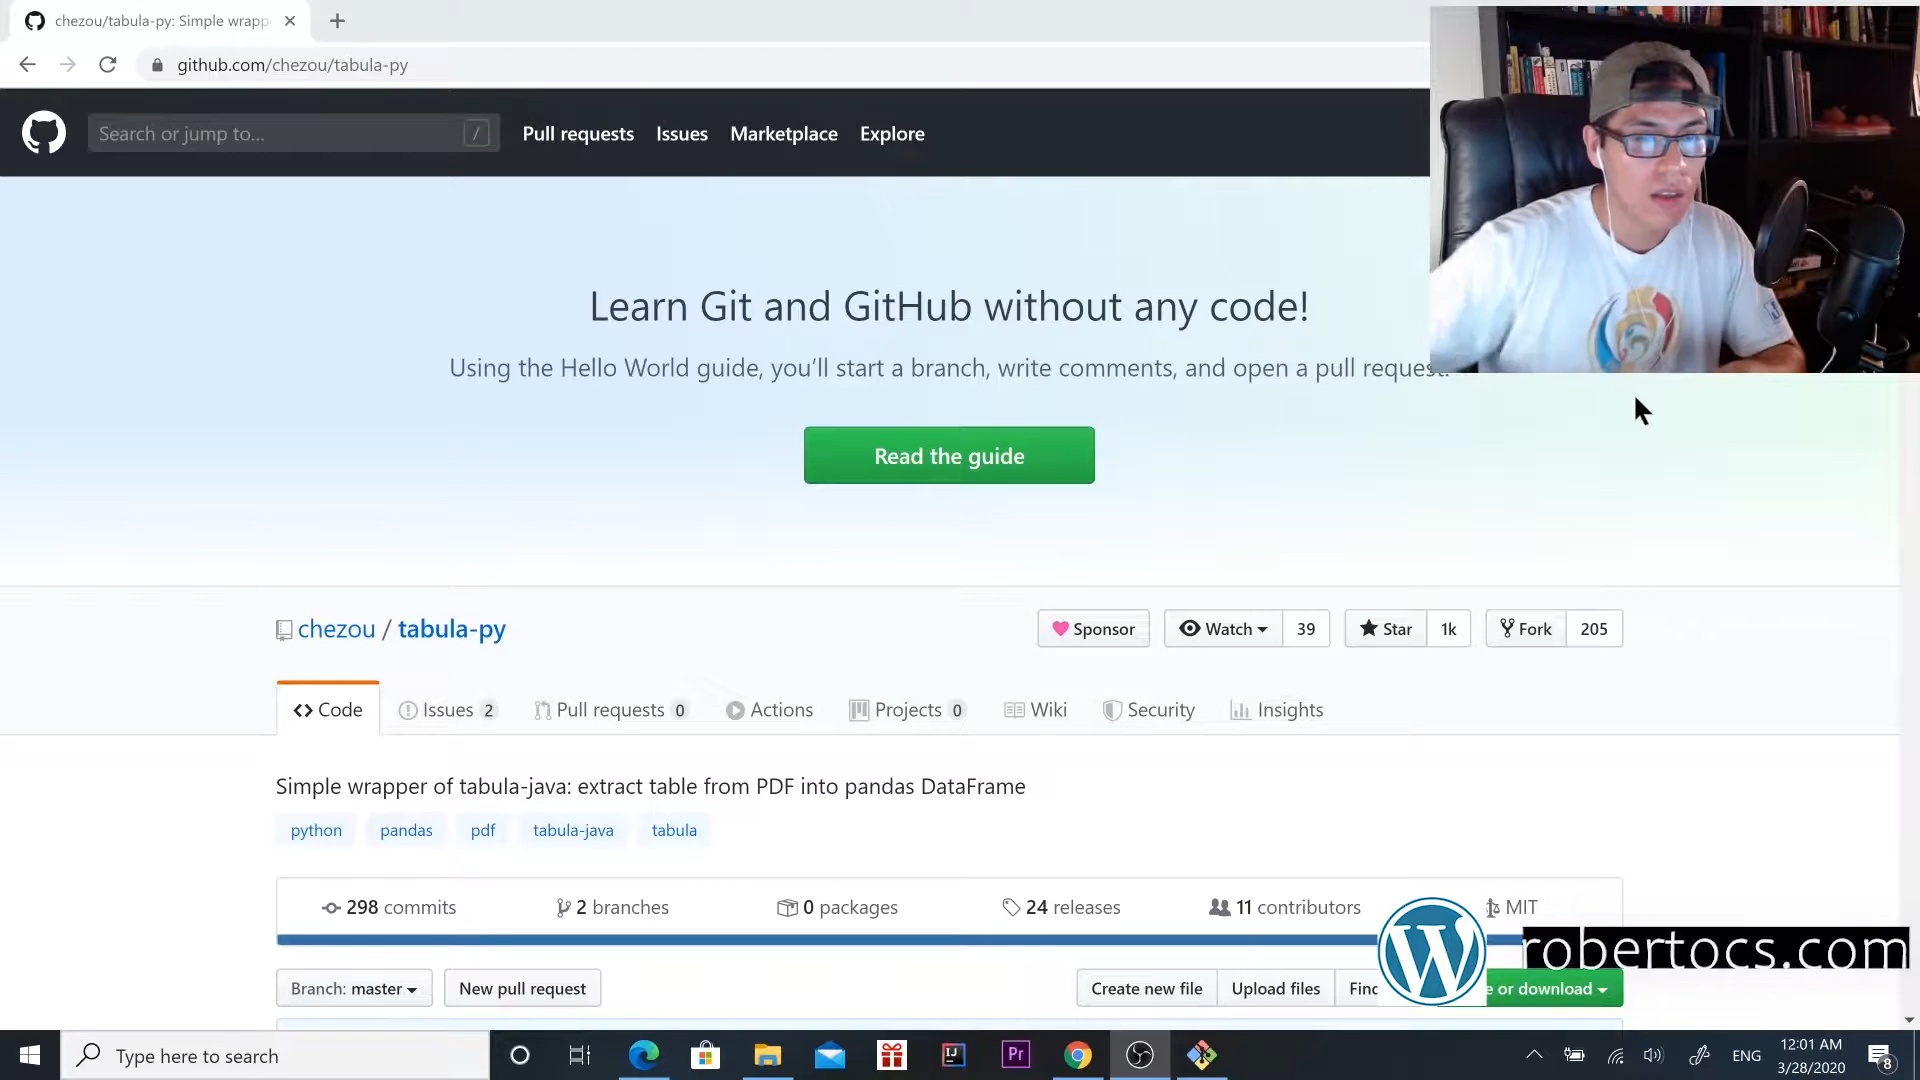 chezou/tabula-py: Simple wrapp
github.com/chezou/tabula-py
Search or jump to... /
Pull requests Issues Marketplace Explore
Learn Git and GitHub without any code!
Using the Hello World guide, you'll start a branch, write comments, and open a pull request.
Read the guide
chezou / tabula-py
Sponsor Watch 39 Star 1k Fork 205
Code Issues 2 Pull requests 0 Actions Projects 0 Wiki Security Insights
Simple wrapper of tabula-java: extract table from PDF into pandas DataFrame
python pandas pdf tabula-java tabula
298 commits 2 branches 0 packages 24 releases 11 contributors MIT
robertocs.com
Branch: master New pull request Create new file Upload files or download
Type here to search
Pr
ENG
12:01 AM
3/28/2020
8